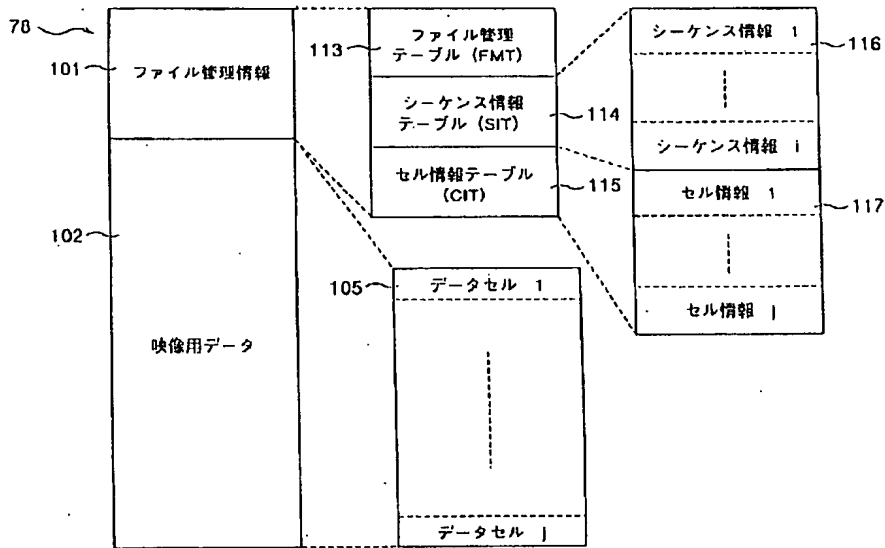 78
101
ファイル管理情報
102
映像用データ
113
ファイル管理
テーブル (FMT)
シーケンス情報
テーブル (SIT)
114
セル情報テーブル
(CIT)
115
シーケンス情報 1
116
シーケンス情報 i
セル情報 1
117
セル情報 j
105
データセル 1
データセル j